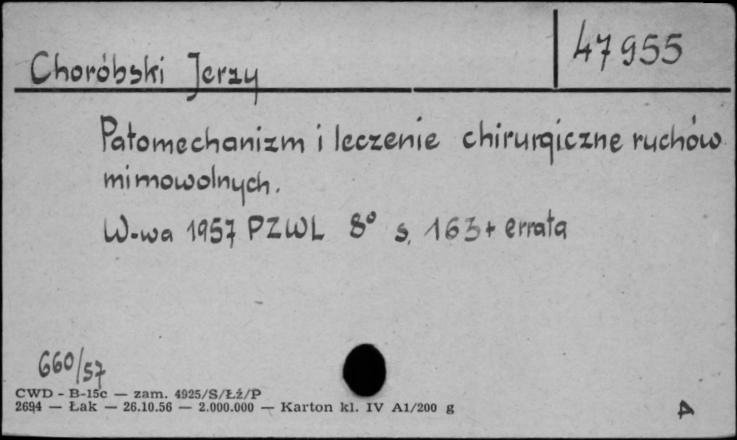 47955
Choróbski Jerzy
Patomechanizm i leczenie chirurgiczne ruchów
mimowolnych.
W-wa 1957 PZWL 8° s. 163 + errata
660/57
CWD - B-15c — zam. 4925/S/Łź/P
2694 — Łak — 26.10.56 — 2.000.000 — Karton kl. IV A1/200 g
A